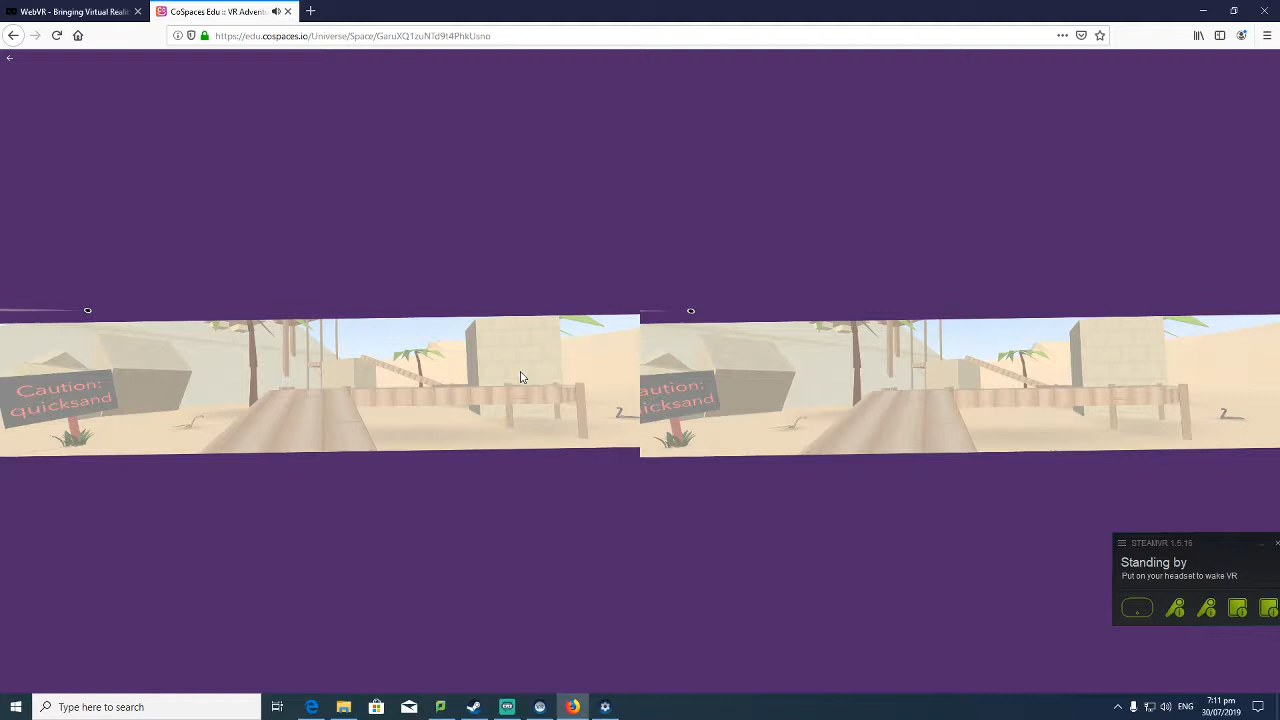 WebVR - Bringing Virtual Reali
CoSpaces Edu :: VR Adventu
https://edu.cospaces.io/Universe/Space/GaruXQ1zuNTd9t4PhkUsno
Caution:
quicksand
aution:
icksand
STEAMVR 1.5.16
Standing by
Put on your headset to wake VR
Type here to search
ENG
7:11 pm
30/07/2019